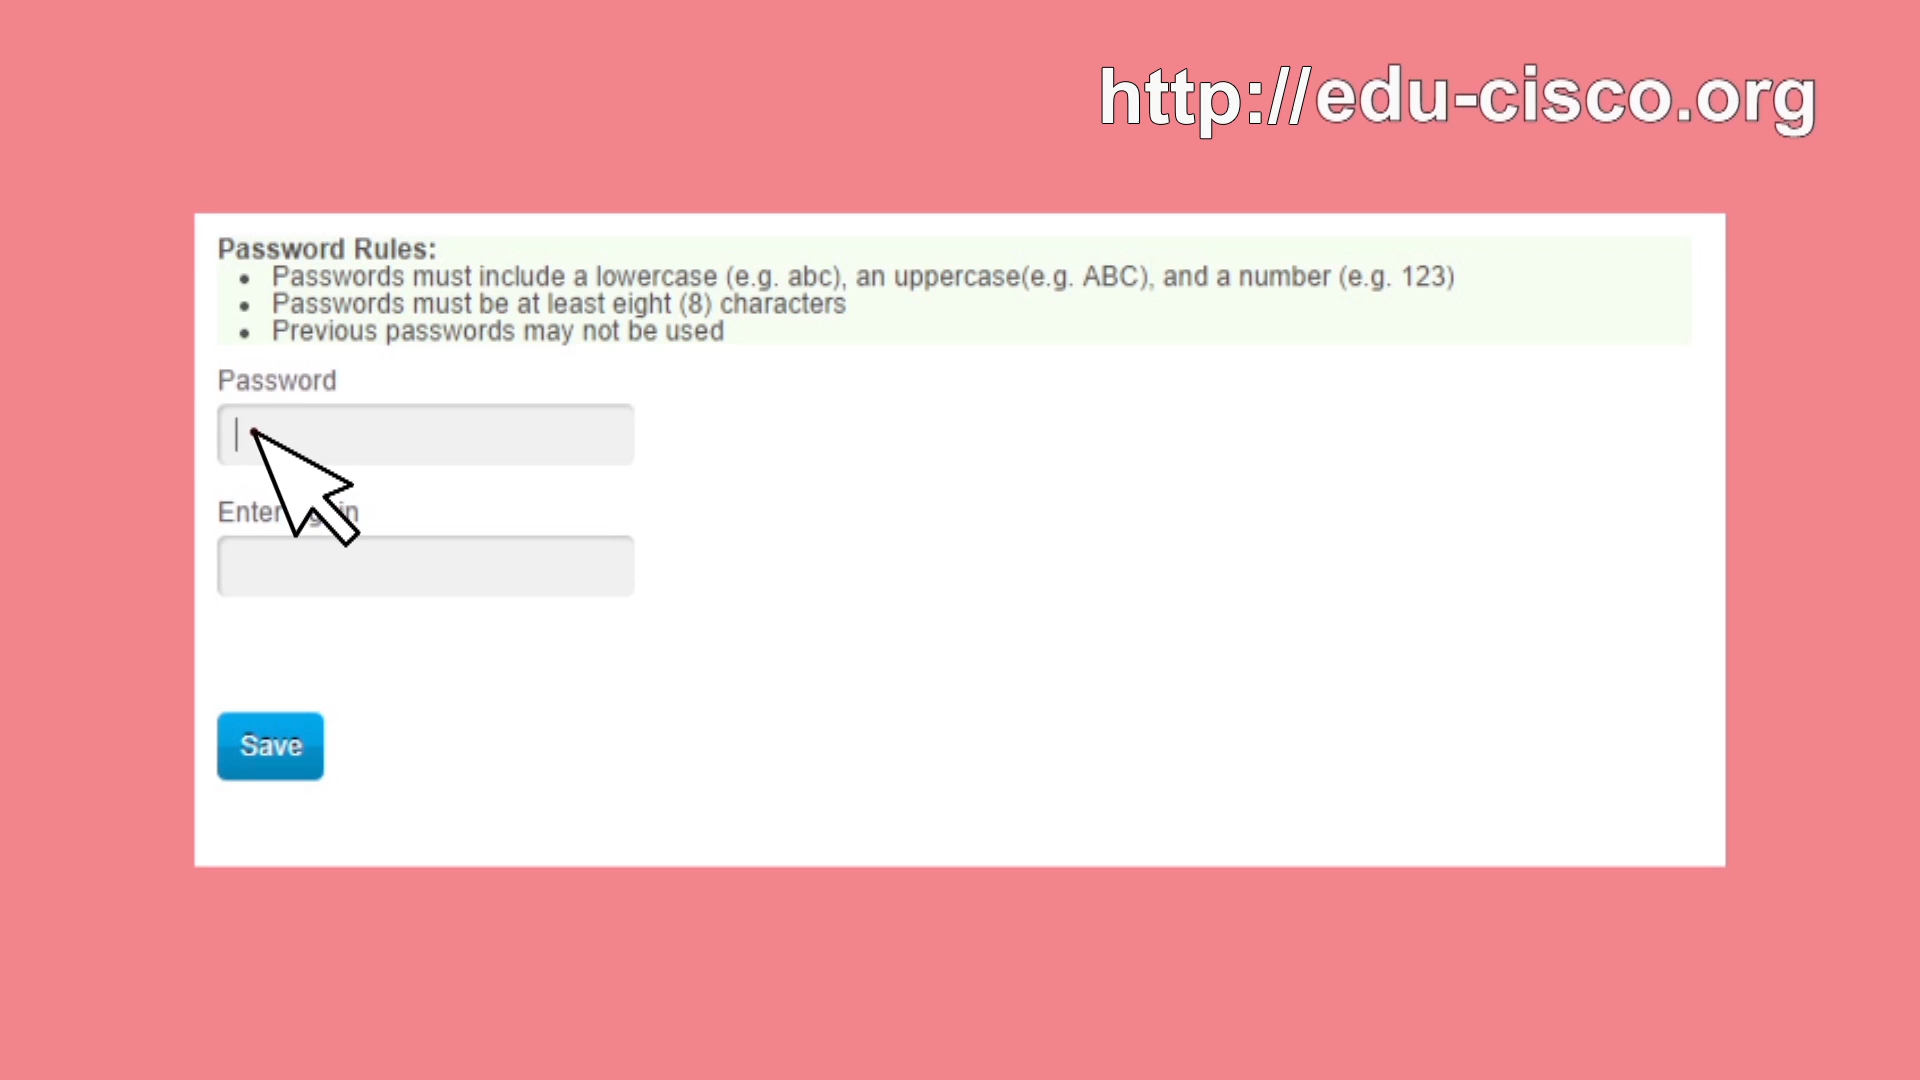 http://edu-cisco.org
Password Rules:
• Passwords must include a lowercase (e.g. abc), an uppercase(e.g. ABC), and a number (e.g. 123)
• Passwords must be at least eight (8) characters
• Previous passwords may not be used
Password
Enter
Save